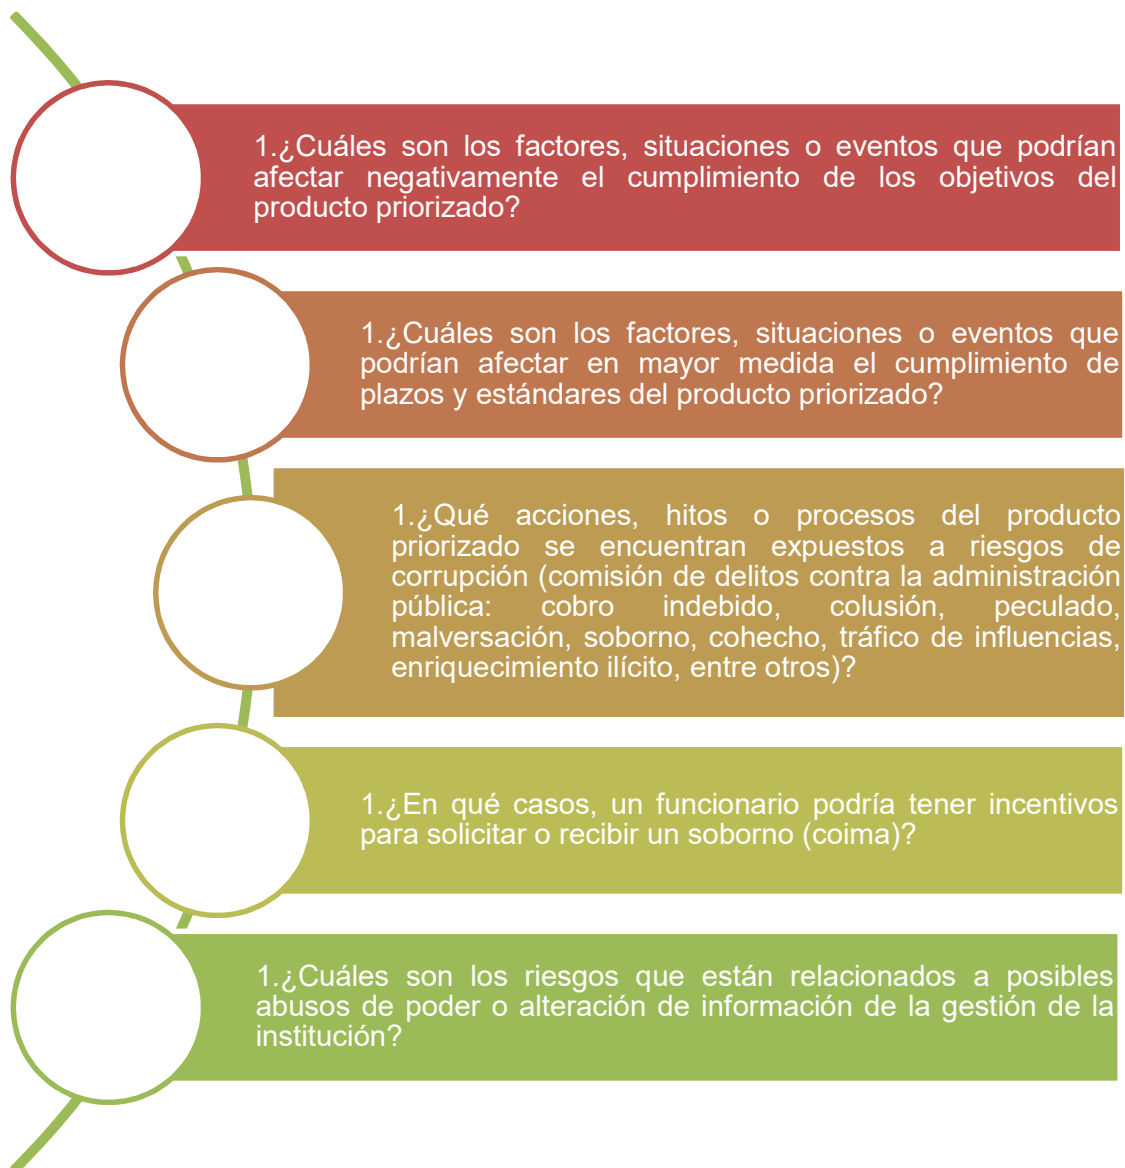 1.¿Cuáles son los factores, situaciones o eventos que podrían
afectar negativamente el cumplimiento de los objetivos del
producto priorizado?
1.¿Cuáles son los factores, situaciones o eventos que
podrían afectar en mayor medida el cumplimiento de
plazos y estándares del producto priorizado?
1.¿Qué acciones, hitos o procesos del producto
priorizado se encuentran expuestos a riesgos de
corrupción (comisión de delitos contra la administración
pública: cobro indebido, colusión, peculado,
malversación, soborno, cohecho, tráfico de influencias,
enriquecimiento ilícito, entre otros)?
1.¿En qué casos, un funcionario podría tener incentivos
para solicitar o recibir un soborno (coima)?
1.¿Cuáles son los riesgos que están relacionados a posibles
abusos de poder o alteración de información de la gestión de la
institución?